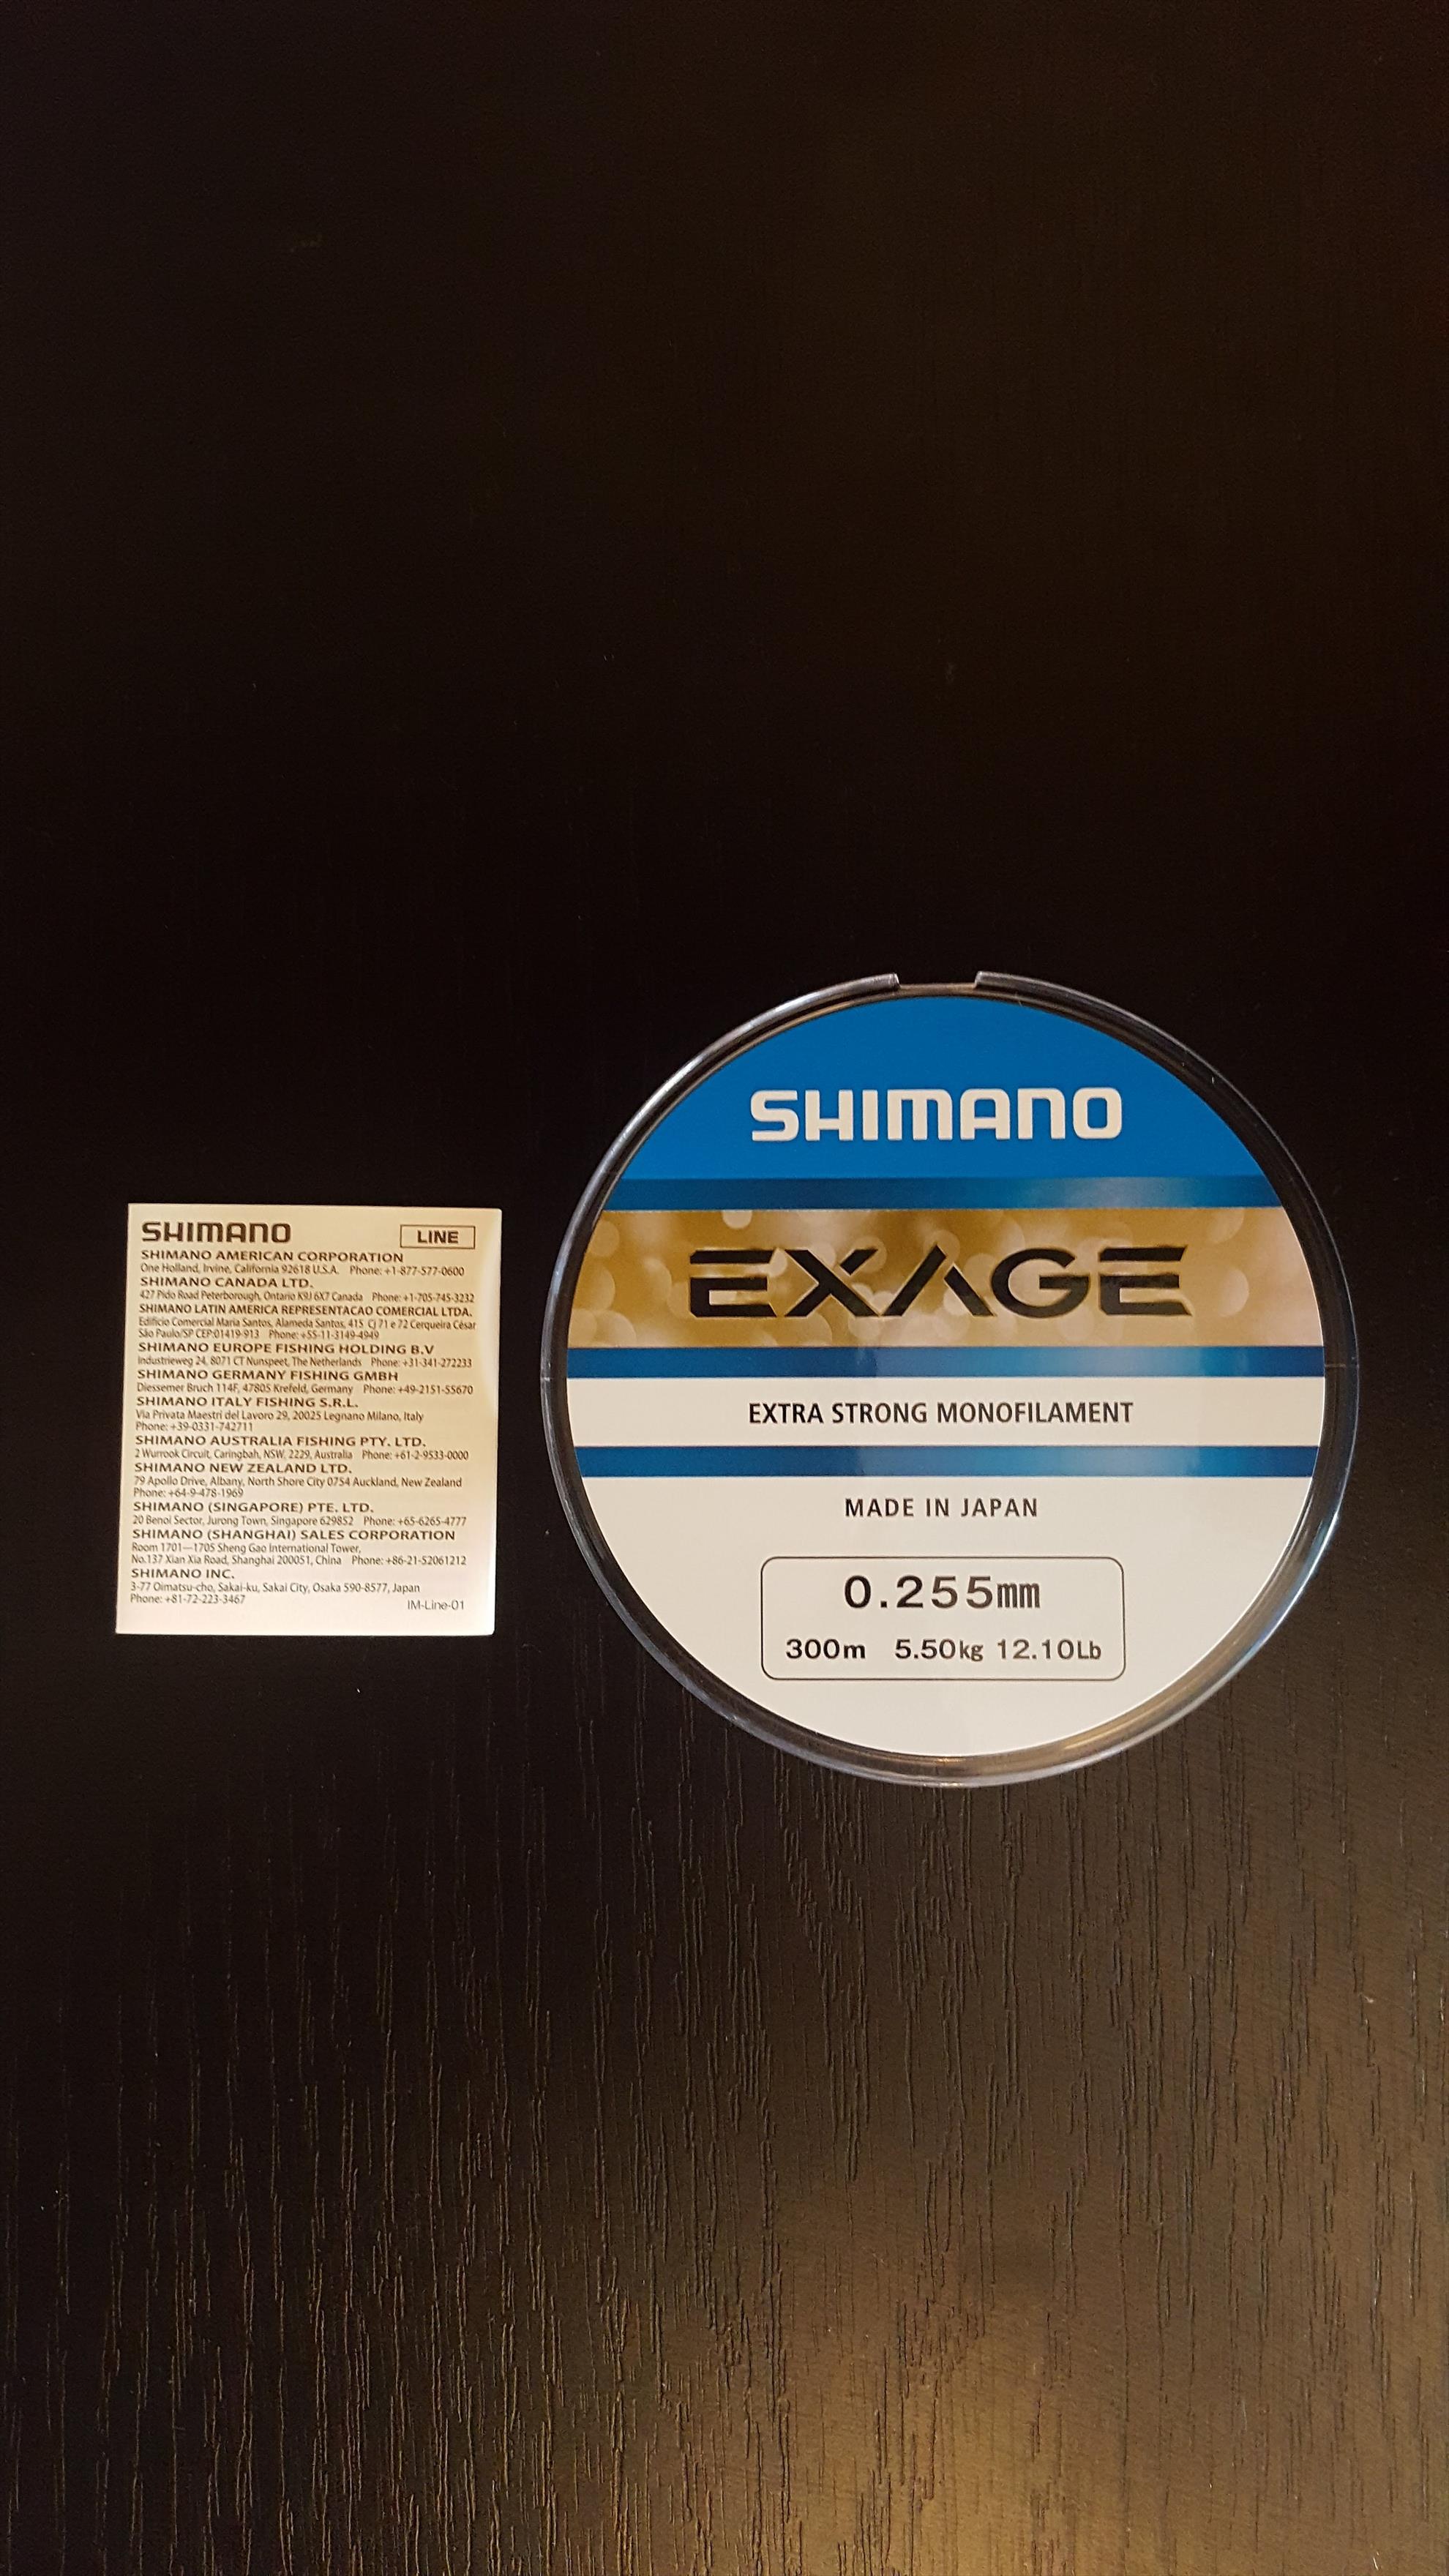 SHIMANO LINE
SHIMANO AMERICAN CORPORATION
One Holland, Irvine, California 92618 U.S.A. Phone: +1-877-577-0600
SHIMANO CANADA LTD.
427 Pido Road Peterborough, Ontario K9J 6X7 Canada Phone: +1-705-745-3232
SHIMANO LATIN AMERICA REPRESENTACAO COMERCIAL LTDA.
Edificio Comercial Maria Santos, Alameda Santos, 415 Cj 71 e 72 Cerqueira César
São Paulo/SP CEP:01419-913 Phone: +55-11-3149-4949
SHIMANO EUROPE FISHING HOLDING B.V
Industrieweg 24, 8071 CT Nunspeet, The Netherlands Phone: +31-341-272233
SHIMANO GERMANY FISHING GMBH
Diessemer Bruch 114F, 47805 Krefeld, Germany Phone: +49-2151-55670
SHIMANO ITALY FISHING S.R.L.
Via Privata Maestri del Lavoro 29, 20025 Legnano Milano, Italy
Phone: +39-0331-742711
SHIMANO AUSTRALIA FISHING PTY. LTD.
2 Wurrook Circuit, Caringbah, NSW, 2229, Australia Phone: +61-2-9533-0000
SHIMANO NEW ZEALAND LTD.
79 Apollo Drive, Albany, North Shore City 0754 Auckland, New Zealand
Phone: +64-9-478-1969
SHIMANO (SINGAPORE) PTE. LTD.
20 Benoi Sector, Jurong Town, Singapore 629852 Phone: +65-6265-4777
SHIMANO (SHANGHAI) SALES CORPORATION
Room 1701—1705 Sheng Gao International Tower,
No.137 Xian Xia Road, Shanghai 200051, China Phone: +86-21-52061212
SHIMANO INC.
3-77 Oimatsu-cho, Sakai-ku, Sakai City, Osaka 590-8577, Japan
Phone: +81-72-223-3467
IM-Line-01
SHIMANO
EXAGE
EXTRA STRONG MONOFILAMENT
MADE IN JAPAN
0.255mm
300m 5.50kg 12.10Lb